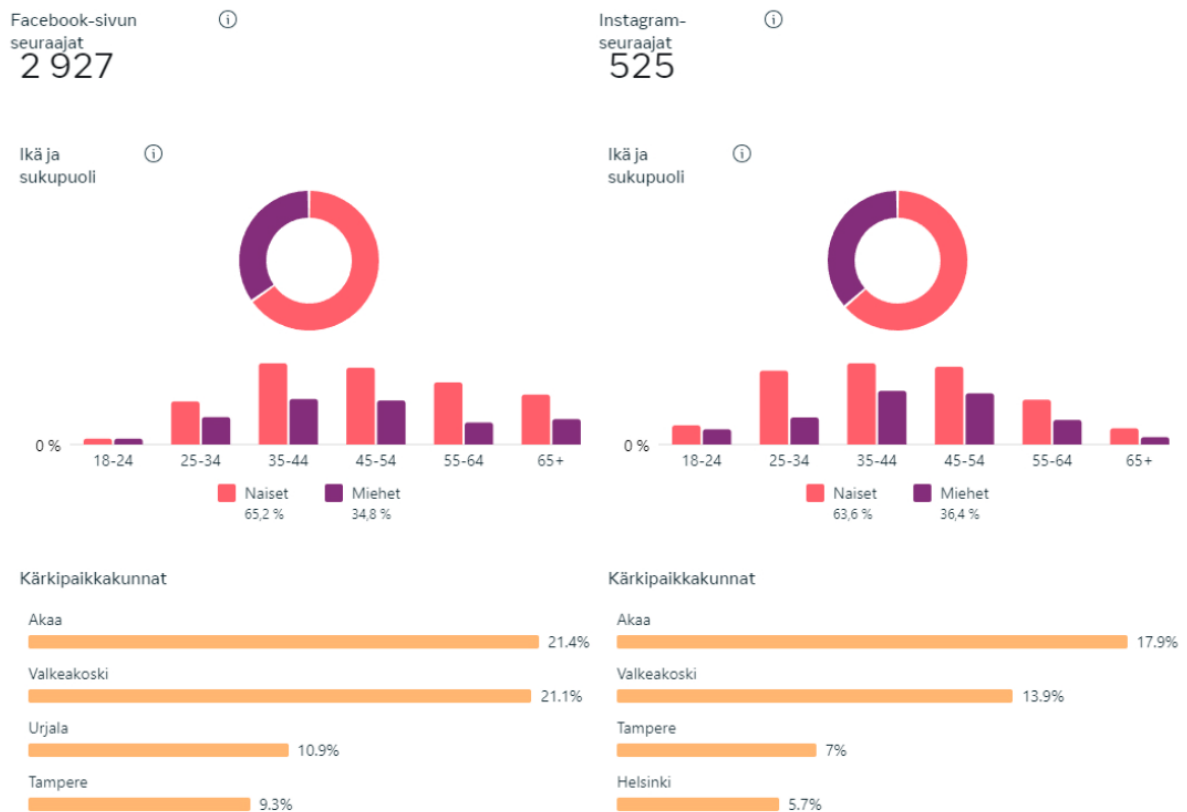 Facebook-sivun
seuraajat
2 927
Ikä ja
sukupuoli
0 %
18-24 25-34 35-44 45-54 55-64 65+
Naiset Miehet
65,2 % 34,8 %
Kärkipaikkakunnat
Akaa
21.4%
Valkeakoski
21.1%
Urjala
10.9%
Tampere
9.3%
Instagram-
seuraajat
525
Ikä ja
sukupuoli
0 %
18-24 25-34 35-44 45-54 55-64 65+
Naiset Miehet
63,6 % 36,4 %
Kärkipaikkakunnat
Akaa
17.9%
Valkeakoski
13.9%
Tampere
7%
Helsinki
5.7%